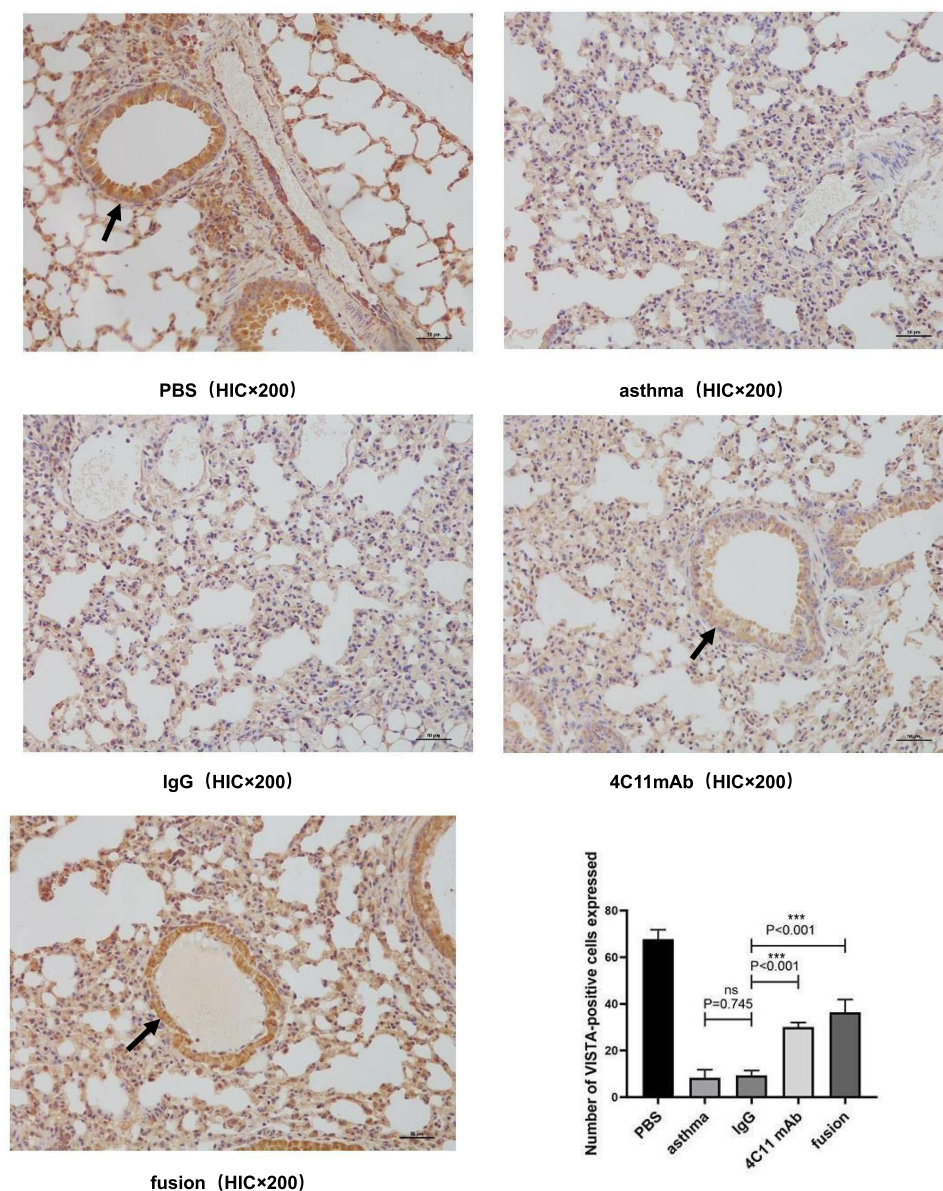 PBS（HIC×200）
asthma（HIC×200）
IgG（HIC×200）
4C11mAb（HIC×200）
fusion（HIC×200）
Number of VISTA-positive cells expressed
80
60
40
20
0
***
P<0.001
***
P<0.001
ns
P=0.745
PBS
asthma
IgG
4C11 mAb
fusion